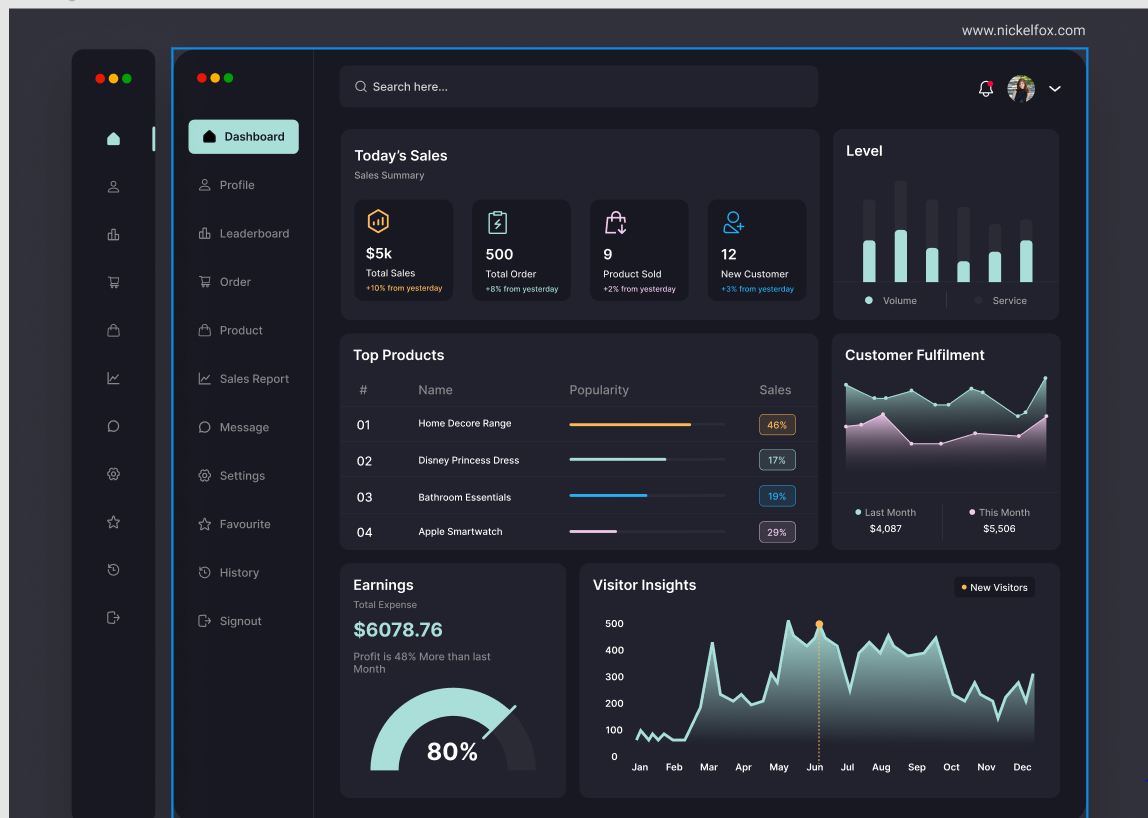 www.nickelfox.com
Search here...
Dashboard
Profile
Leaderboard
Order
Product
Sales Report
Message
Settings
Favourite
History
Signout
Today's Sales
Sales Summary
$5k
Total Sales
+10% from yesterday
500
Total Order
+8% from yesterday
9
Product Sold
+2% from yesterday
12
New Customer
+3% from yesterday
Level
Volume Service
Top Products
# Name Popularity Sales
01 Home Decore Range 46%
02 Disney Princess Dress 17%
03 Bathroom Essentials 19%
04 Apple Smartwatch 29%
Customer Fulfilment
Last Month This Month
$4,087 $5,506
Earnings
Total Expense
$6078.76
Profit is 48% More than last
Month
80%
Visitor Insights
New Visitors
500
400
300
200
100
0
Jan Feb Mar Apr May Jun Jul Aug Sep Oct Nov Dec